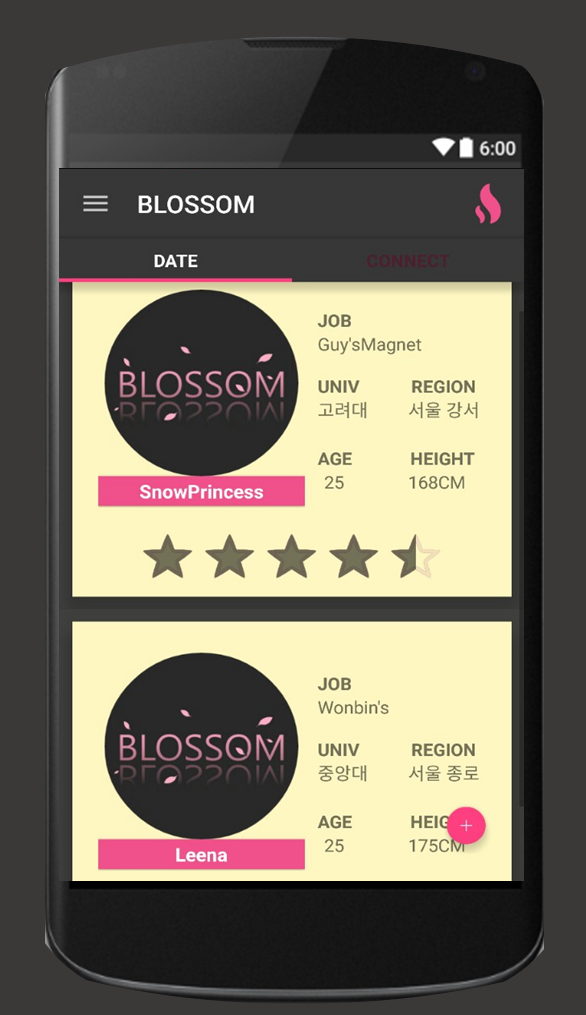 6:00
BLOSSOM
DATE
CONNECT
BLOSSOM
SnowPrincess
JOB
Guy'sMagnet
UNIV REGION
고려대 서울 강서
AGE HEIGHT
25 168CM
BLOSSOM
Leena
JOB
Wonbin's
UNIV REGION
중앙대 서울 종로
AGE HEIG
25 175CM